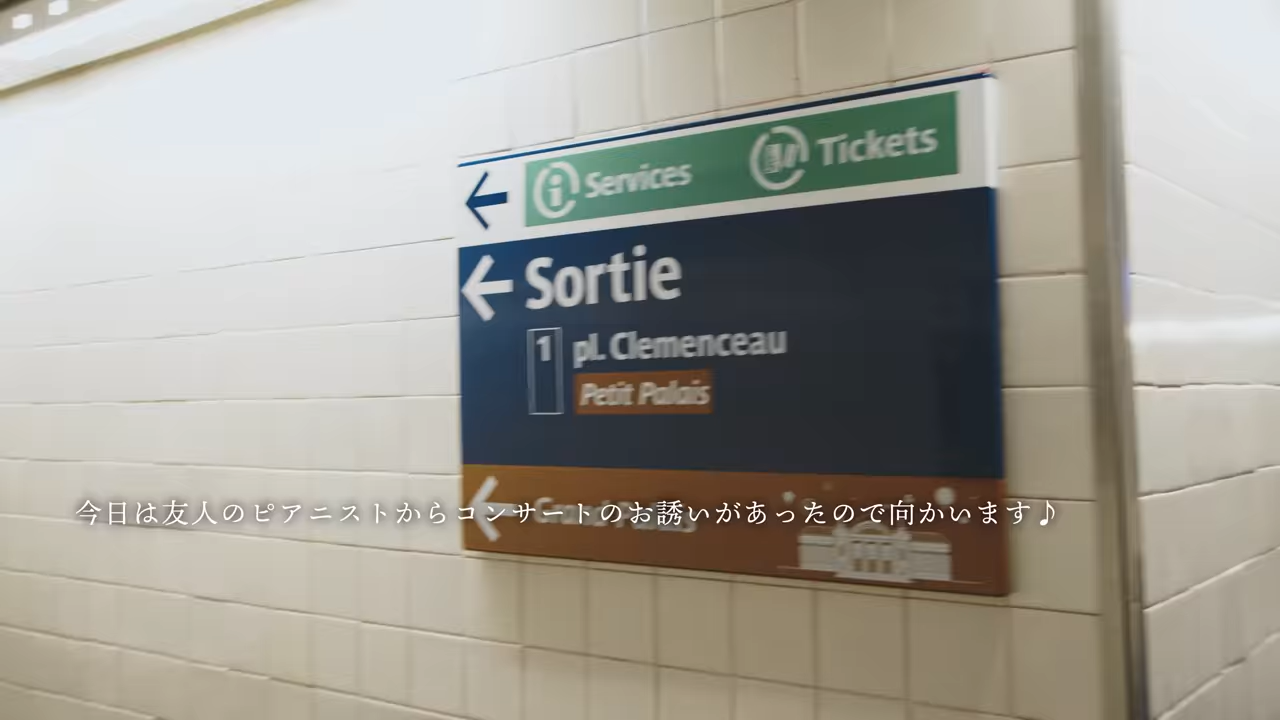 Services Tickets
Sortie
1 pl. Clemenceau
Petit Palais
Grand Palais
今日は友人のピアニストからコンサートのお誘いがあったので向かいます♪